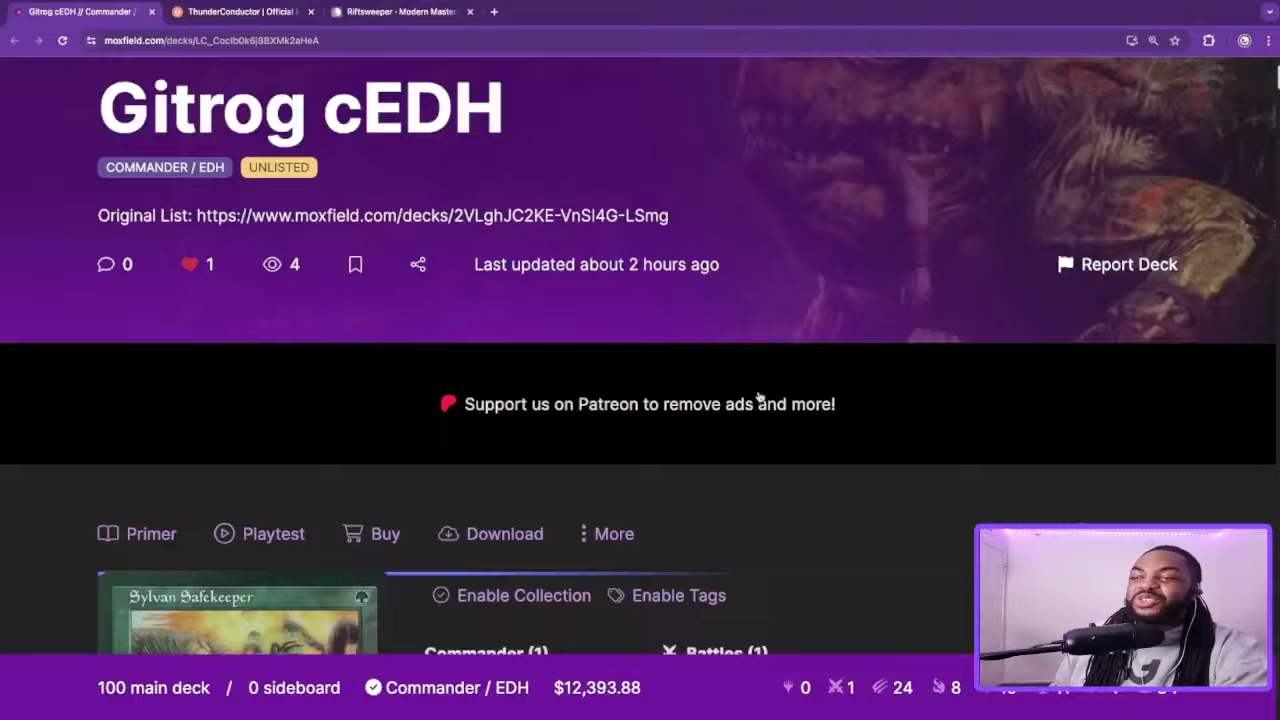 Gitrog cEDH // Commander /
ThunderConductor | Official
Riftsweeper - Modern Master
moxfield.com/decks/LC_CocIb0k6j8BXMk2aHeA
Gitrog cEDH
COMMANDER / EDH
UNLISTED
Original List: https://www.moxfield.com/decks/2VLghJC2KE-VnSI4G-LSmg
0
1
4
Last updated about 2 hours ago
Report Deck
Support us on Patreon to remove ads and more!
Primer
Playtest
Buy
Download
More
Sylvan Safekeeper
Enable Collection
Enable Tags
Commander (1)
Battles (1)
100 main deck / 0 sideboard
Commander / EDH
$12,393.88
0
1
24
8